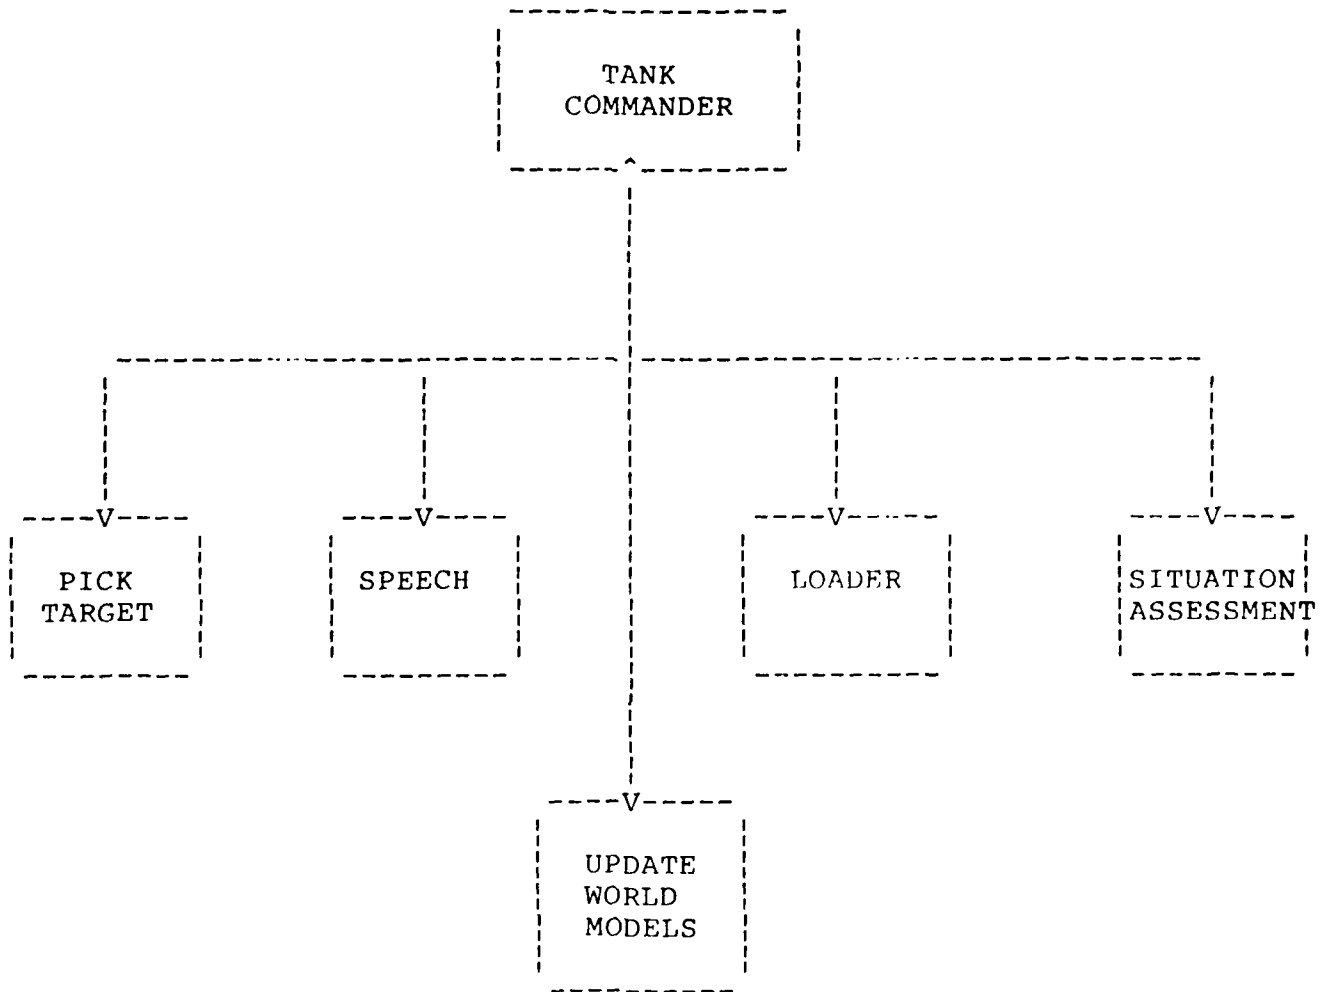 TANK
COMMANDER
PICK
TARGET
SPEECH
LOADER
SITUATION
ASSESSMENT
UPDATE
WORLD
MODELS